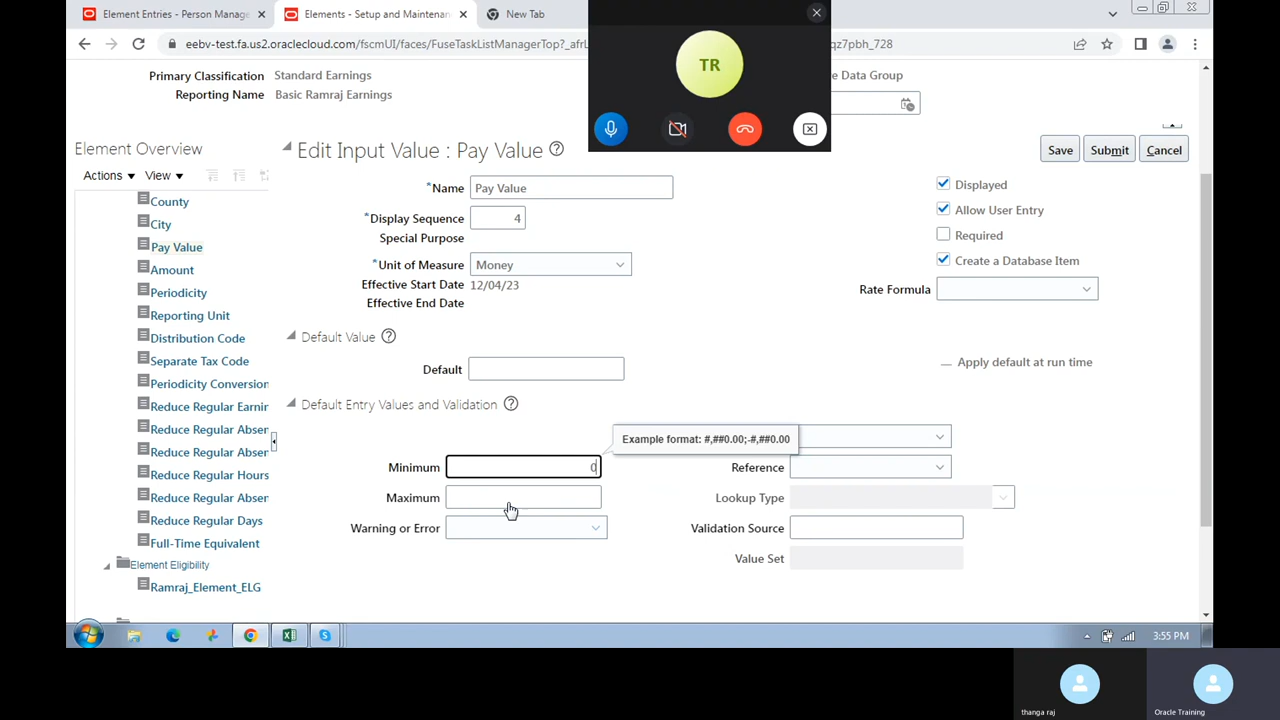 Element Entries - Person Manage
Elements - Setup and Maintenan
New Tab
eebv-test.fa.us2.oraclecloud.com/fscmUI/faces/FuseTaskListManagerTop?_afrL
qz7pbh_728
TR
Primary Classification Standard Earnings
e Data Group
Reporting Name Basic Ramraj Earnings
Element Overview
Actions View
County
City
Pay Value
Amount
Periodicity
Reporting Unit
Distribution Code
Separate Tax Code
Periodicity Conversion
Reduce Regular Earnin
Reduce Regular Absen
Reduce Regular Absen
Reduce Regular Hours
Reduce Regular Absen
Reduce Regular Days
Full-Time Equivalent
Element Eligibility
Ramraj_Element_ELG
Edit Input Value : Pay Value
Save Submit Cancel
*Name Pay Value
*Display Sequence 4
Special Purpose
*Unit of Measure Money
Effective Start Date 12/04/23
Effective End Date
Displayed
Allow User Entry
Required
Create a Database Item
Rate Formula
Default Value
Default
Apply default at run time
Default Entry Values and Validation
Example format: #,##0.00;-#,##0.00
Minimum 0
Maximum
Warning or Error
Reference
Lookup Type
Validation Source
Value Set
3:55 PM
thanga raj
Oracle Training